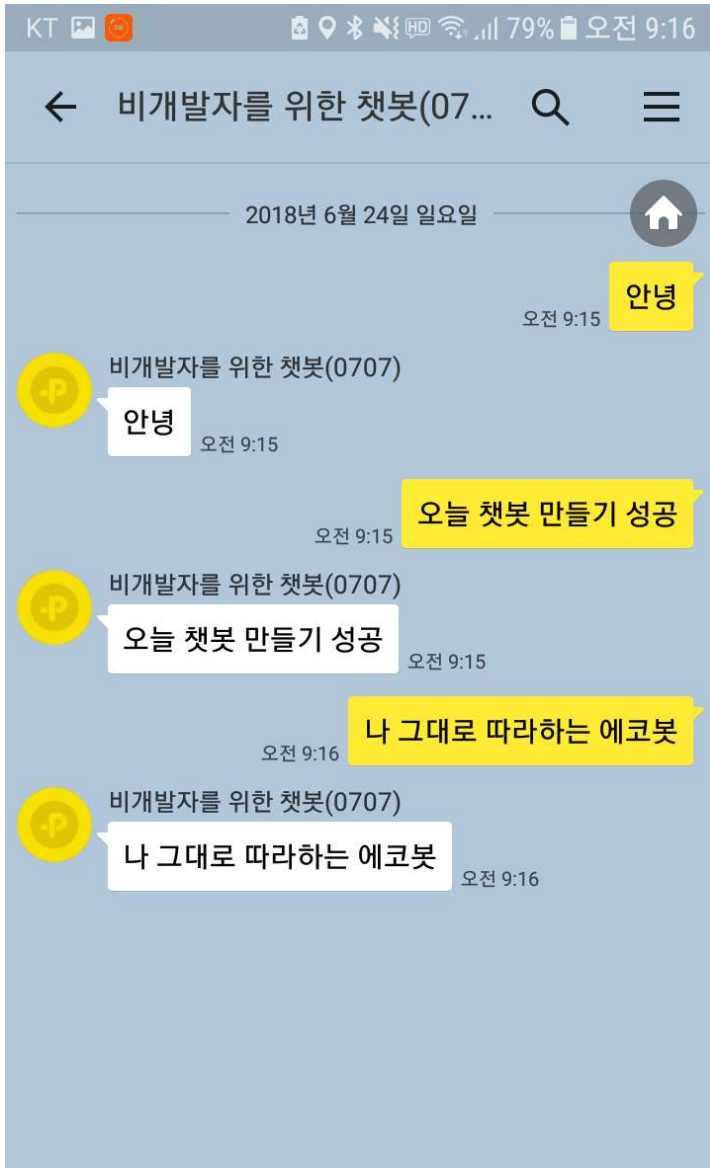 KT HD 79% 오전 9:16
비개발자를 위한 챗봇(07...
2018년 6월 24일 일요일
안녕
오전 9:15
비개발자를 위한 챗봇(0707)
안녕
오전 9:15
오늘 챗봇 만들기 성공
오전 9:15
비개발자를 위한 챗봇(0707)
오늘 챗봇 만들기 성공
오전 9:15
나 그대로 따라하는 에코봇
오전 9:16
비개발자를 위한 챗봇(0707)
나 그대로 따라하는 에코봇
오전 9:16